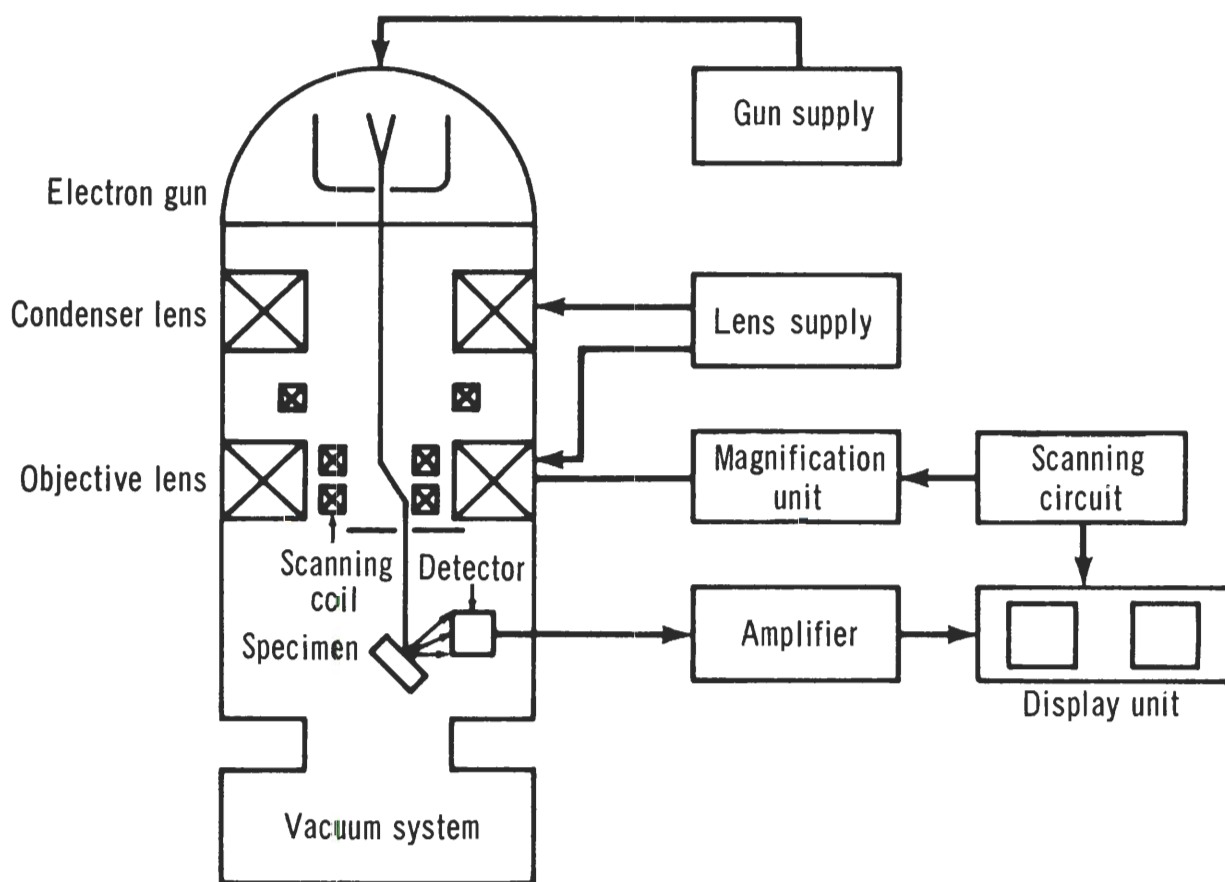 Gun supply
Electron gun
Condenser lens
Lens supply
Objective lens
Magnification
unit
Scanning
circuit
Scanning
coil
Detector
Specimen
Amplifier
Display unit
Vacuum system